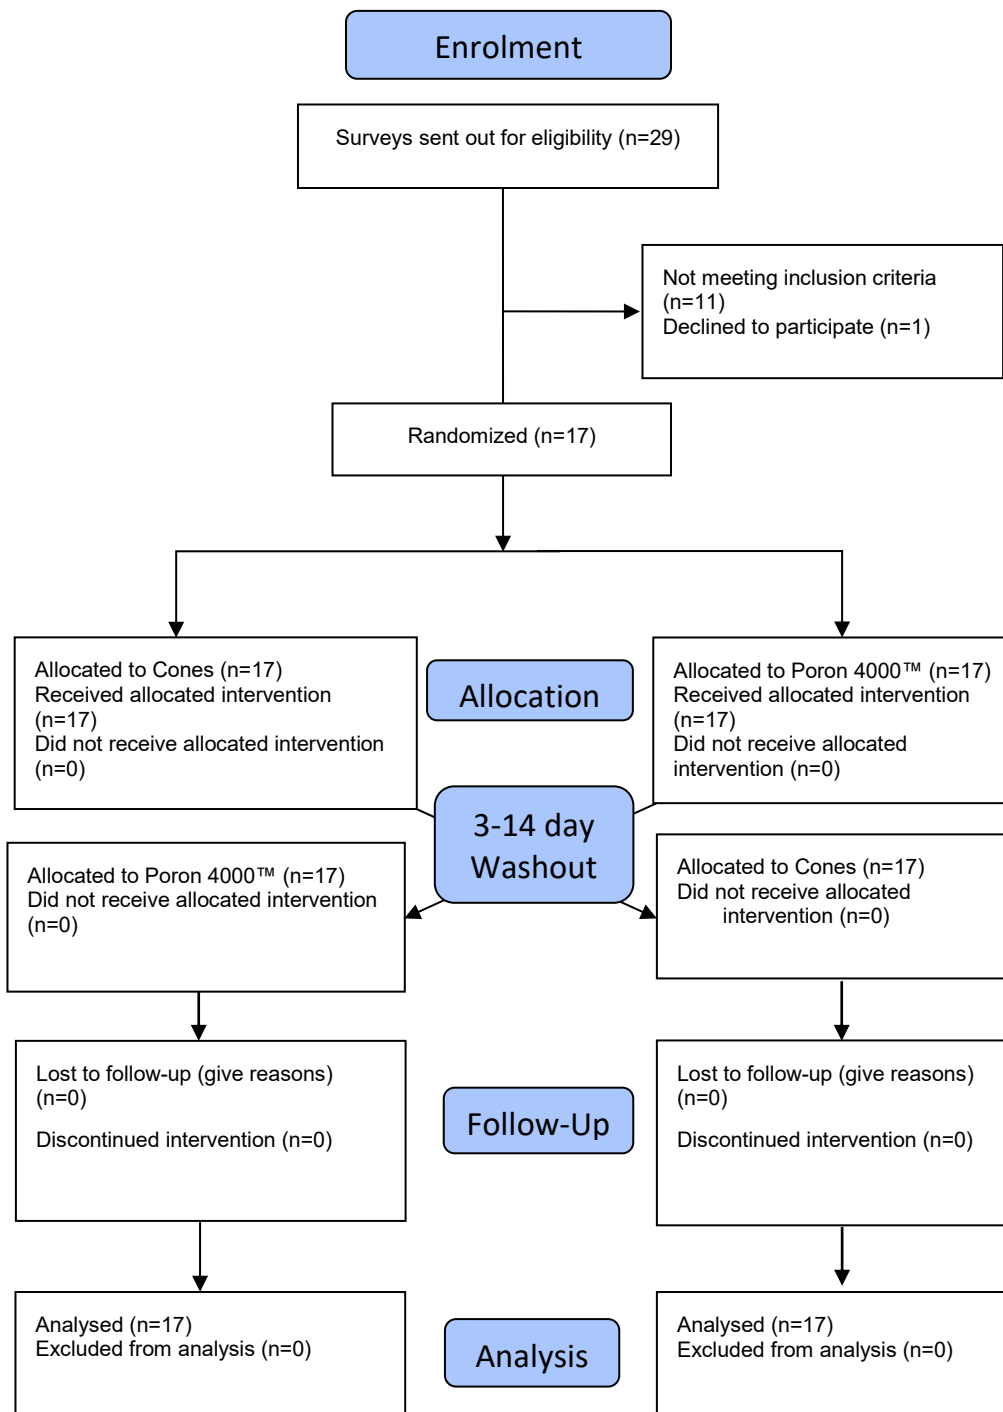 Enrolment
Surveys sent out for eligibility (n=29)
Not meeting inclusion criteria
(n=11)
Declined to participate (n=1)
Randomized (n=17)
Allocated to Cones (n=17)
Received allocated intervention
(n=17)
Did not receive allocated intervention
(n=0)
Allocation
Allocated to Poron 4000™ (n=17)
Received allocated intervention
(n=17)
Did not receive allocated
intervention (n=0)
3-14 day
Washout
Allocated to Poron 4000™ (n=17)
Did not receive allocated intervention
(n=0)
Allocated to Cones (n=17)
Did not receive allocated
intervention (n=0)
Lost to follow-up (give reasons)
(n=0)
Discontinued intervention (n=0)
Follow-Up
Lost to follow-up (give reasons)
(n=0)
Discontinued intervention (n=0)
Analysed (n=17)
Excluded from analysis (n=0)
Analysis
Analysed (n=17)
Excluded from analysis (n=0)